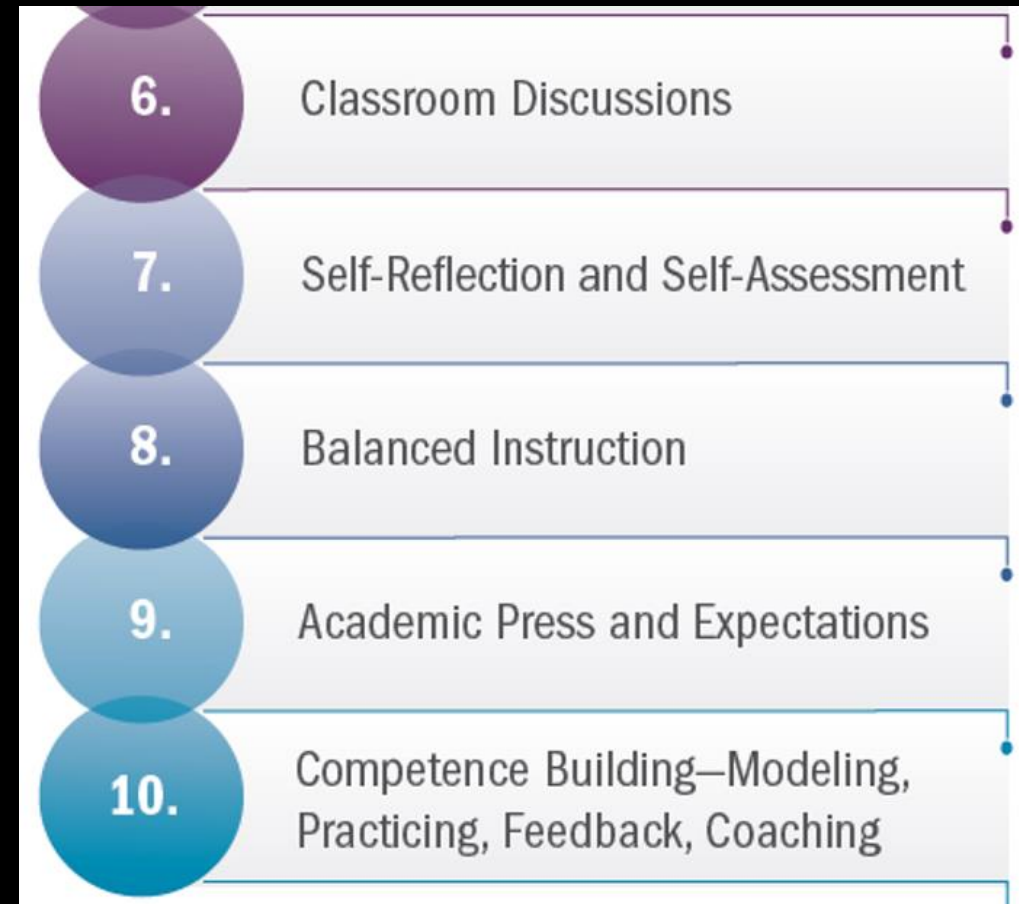 6. Classroom Discussions
7. Self-Reflection and Self-Assessment
8. Balanced Instruction
9. Academic Press and Expectations
10. Competence Building—Modeling,
Practicing, Feedback, Coaching